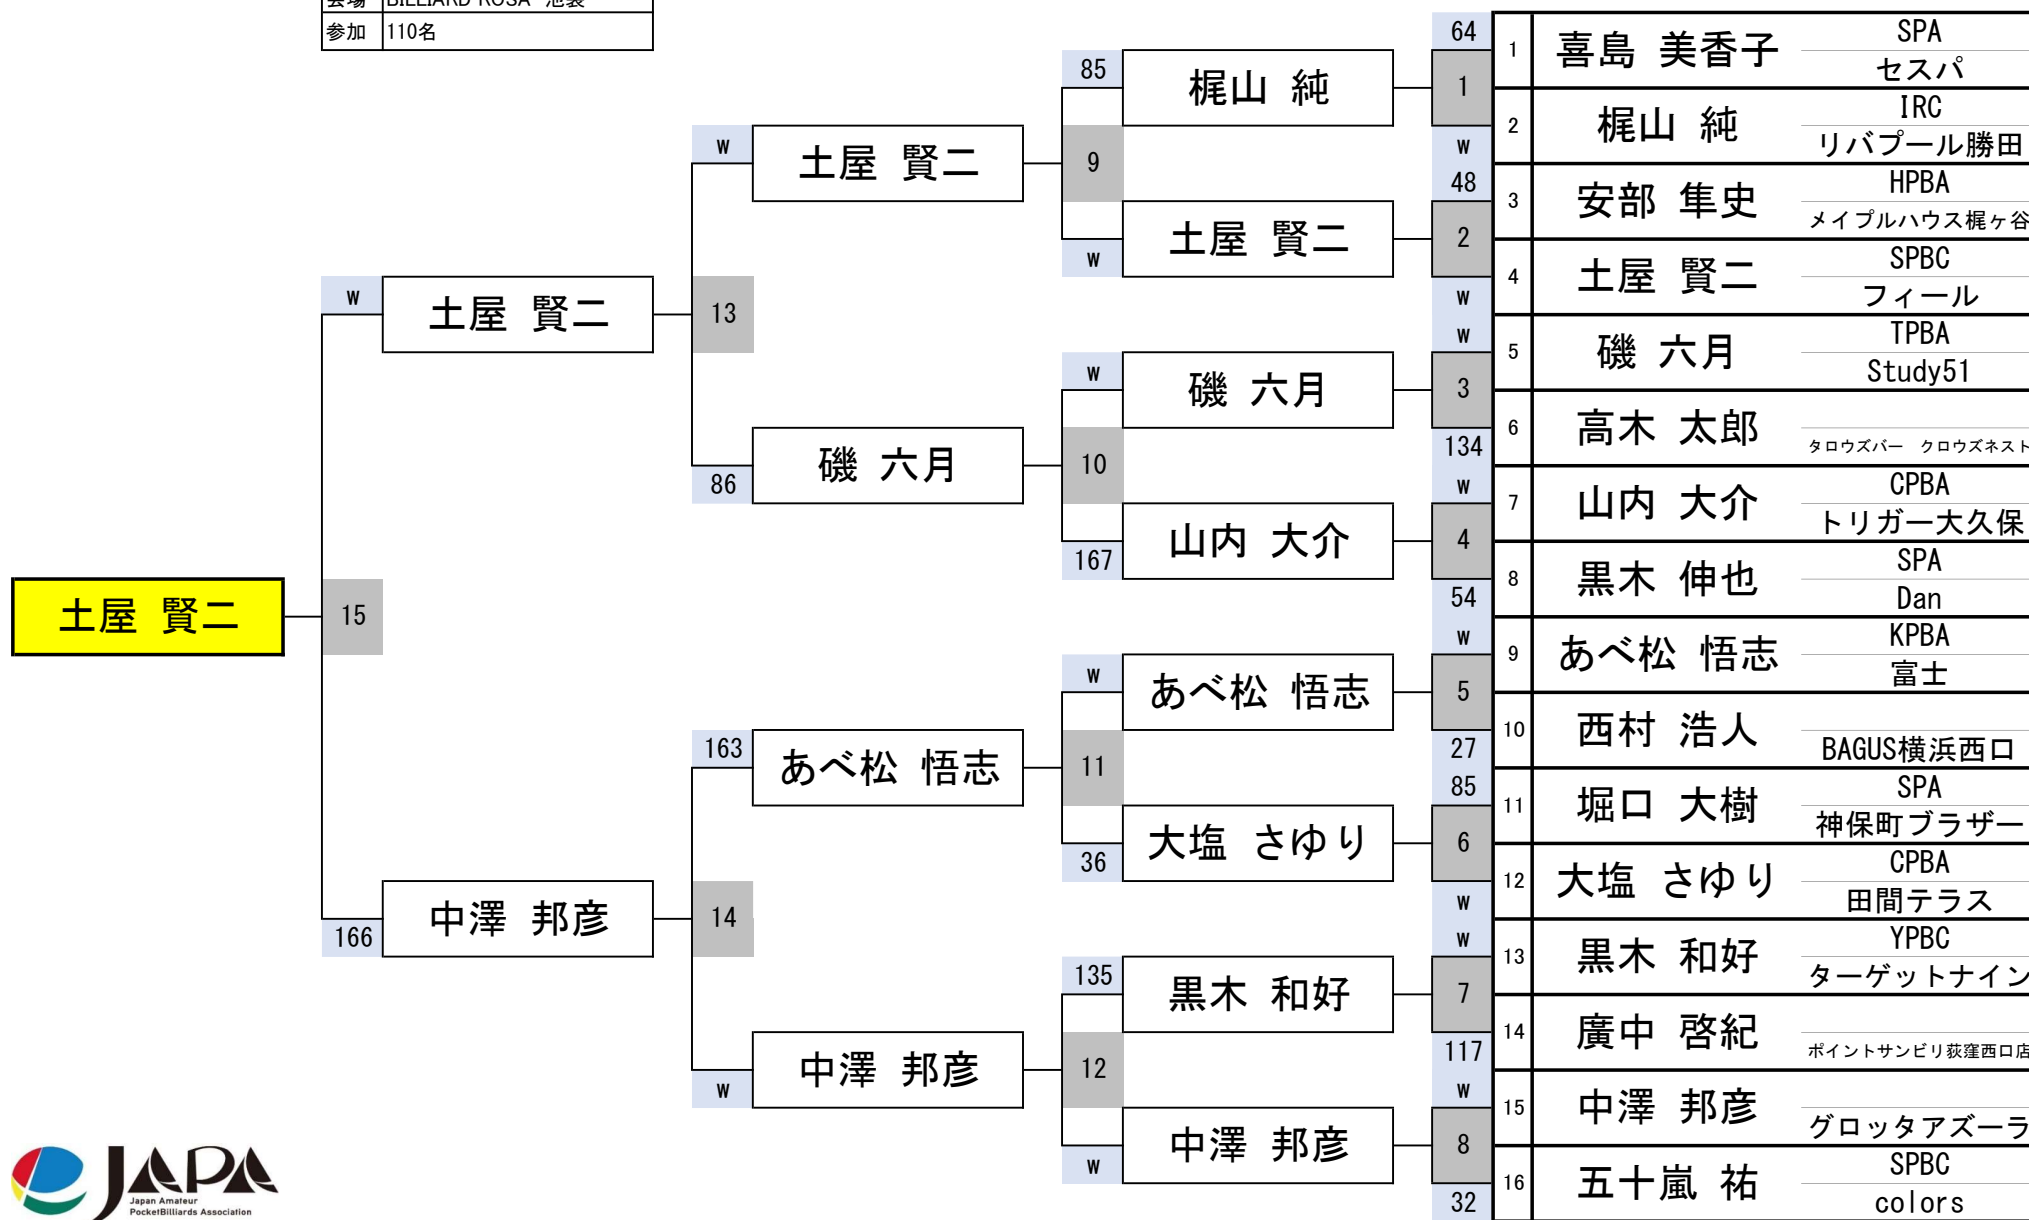 会場 BILLIARD ROSA 池袋
参加 110名
64 1 喜島 美香子 SPA
セスパ
85 梶山 純 1
2 梶山 純 IRC
リバプール勝田
W 土屋 賢二 9 W
48 3 安部 隼史 HPBA
メイプルハウス梶ヶ谷
土屋 賢二 2
W 4 土屋 賢二 SPBC
フィール
W 土屋 賢二 13 W
W 5 磯 六月 TPBA
Study51
W 磯 六月 3
6 高木 太郎
タロウズバー クロウズネスト
86 磯 六月 10 134
W 7 山内 大介 CPBA
トリガー大久保
167 山内 大介 4
8 黒木 伸也 SPA
Dan
土屋 賢二 15 54
W 9 あべ松 悟志 KPBA
富士
W あべ松 悟志 5
10 西村 浩人
BAGUS横浜西口
163 あべ松 悟志 11 27
85 11 堀口 大樹 SPA
神保町ブラザー
36 大塩 さゆり 6
12 大塩 さゆり CPBA
田間テラス
166 中澤 邦彦 14 W
W 13 黒木 和好 YPBC
ターゲットナイン
135 黒木 和好 7
14 廣中 啓紀
ポイントサンビリ荻窪西口店
W 中澤 邦彦 12 117
W 15 中澤 邦彦
グロッタアズーラ
W 中澤 邦彦 8
16 五十嵐 祐 SPBC
colors
32
JAPA
Japan Amateur
PocketBilliards Association